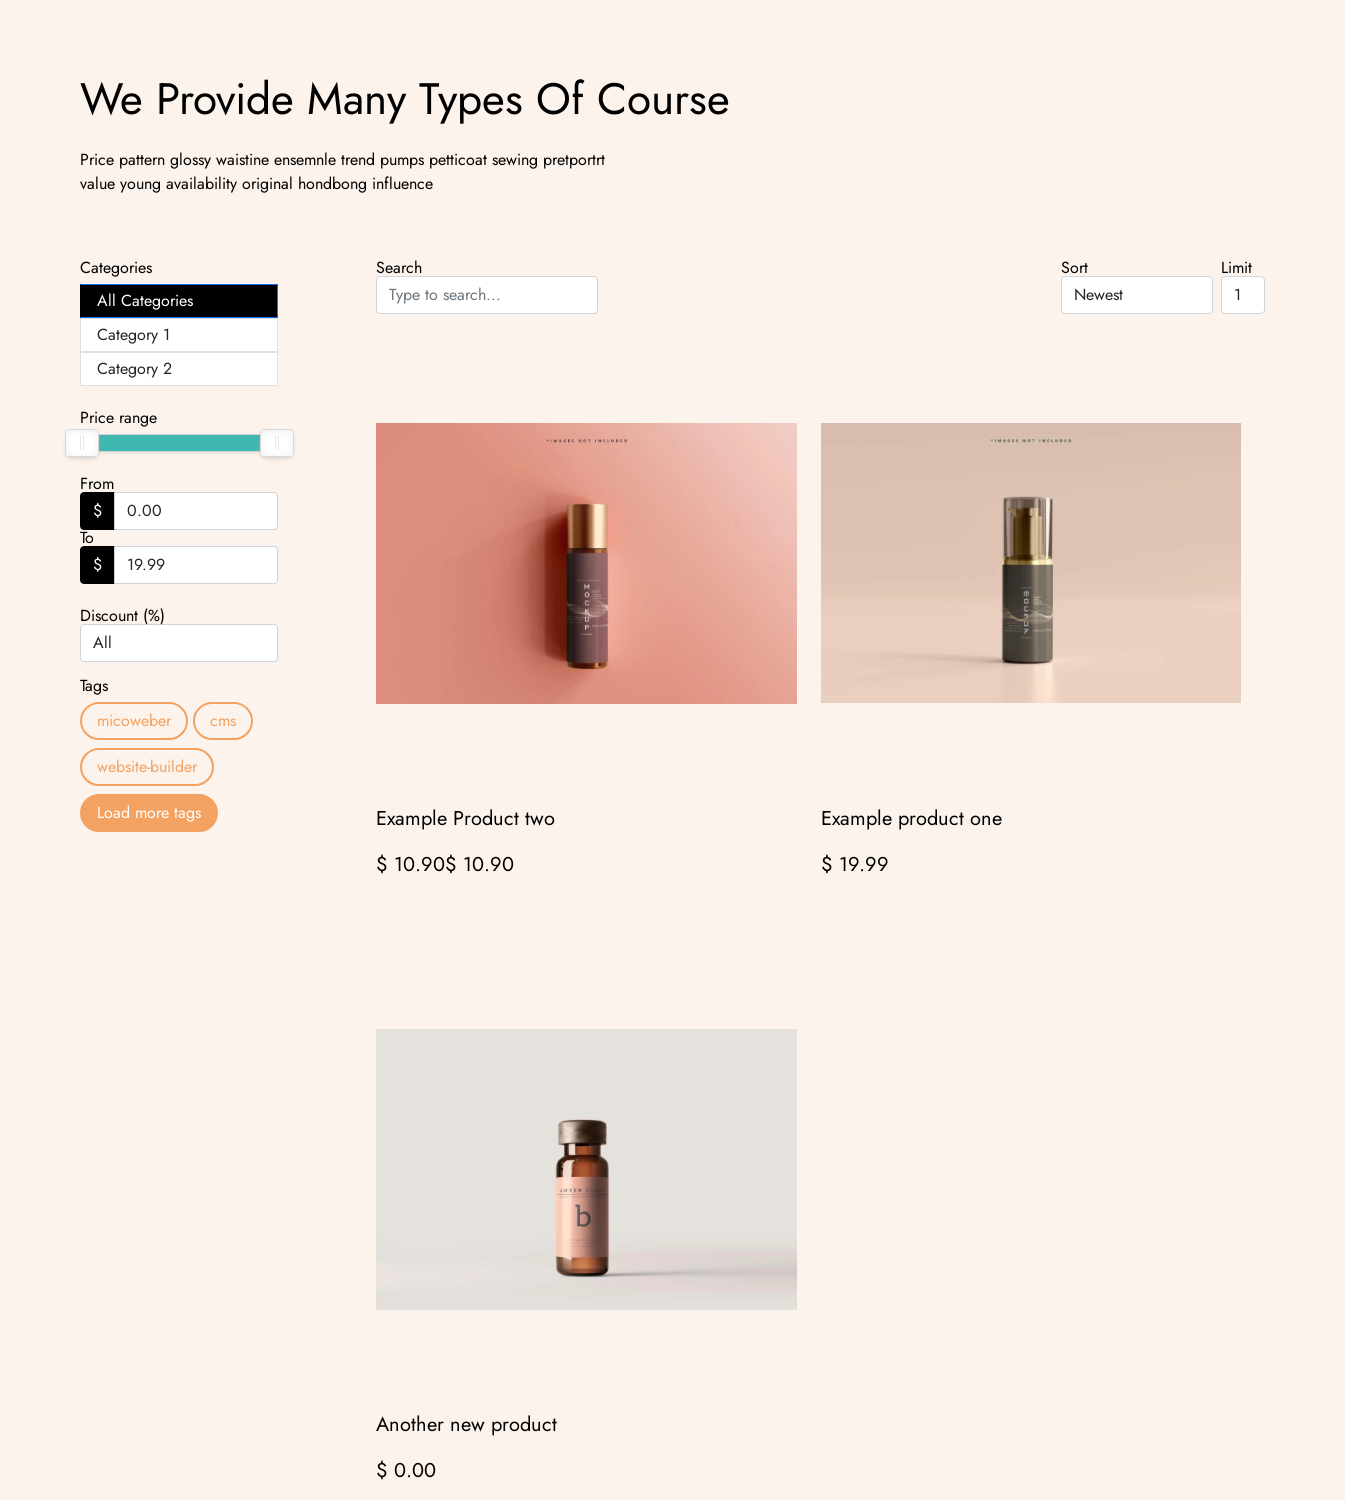 We Provide Many Types Of Course
Price pattern glossy waistine ensemnle trend pumps petticoat sewing pretportrt
value young availability original hondbong influence
Categories
All Categories
Category 1
Category 2
Price range
From
$ 0.00
To
$ 19.99
Discount (%)
All
Tags
micoweber
cms
website-builder
Load more tags
Search
Type to search...
Sort
Newest
Limit
1
*IMAGES NOT INCLUDED
MOCKUP
*IMAGES NOT INCLUDED
MOCKUP
Example Product two
Example product one
$ 10.90$ 10.90
$ 19.99
b
Another new product
$ 0.00